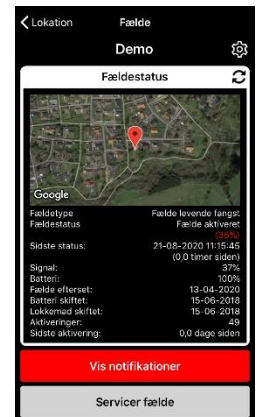 Lokation Fælde
Demo
Fældestatus
Google
Fældetype Fælde levende fangst
Fældestatus Fælde aktiveret
(36%)
Sidste status: 21-08-2020 11:15:45
(0,0 timer siden)
Signal: 37%
Batteri: 100%
Fælde efterset: 13-04-2020
Batteri skiftet: 15-06-2018
Lokkemad skiftet: 15-06-2018
Aktiveringer: 49
Sidste aktivering: 0,0 dage siden
Vis notifikationer
Servicer fælde